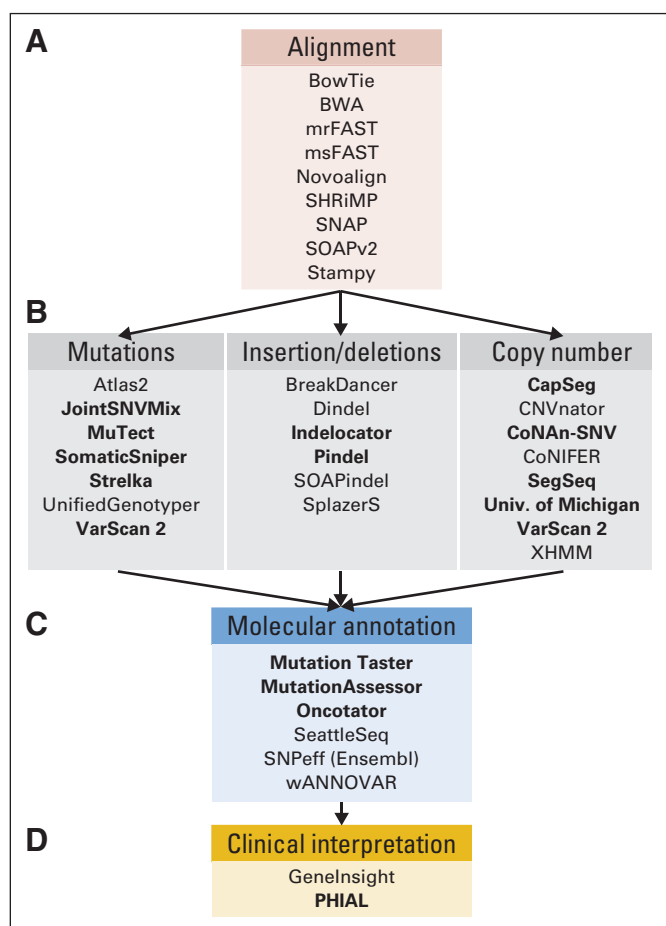 A
Alignment
BowTie
BWA
mrFAST
msFAST
Novoalign
SHRiMP
SNAP
SOAPv2
Stampy
B
Mutations
Atlas2
JointSNVMix
MuTect
SomaticSniper
Strelka
UnifiedGenotyper
VarScan 2
Insertion/deletions
BreakDancer
Dindel
Indelocator
Pindel
SOAPindel
SplazerS
Copy number
CapSeg
CNVnator
CoNAn-SNV
CoNIFER
SegSeq
Univ. of Michigan
VarScan 2
XHMM
C
Molecular annotation
Mutation Taster
MutationAssessor
Oncotator
SeattleSeq
SNPeff (Ensembl)
wANNOVAR
D
Clinical interpretation
GeneInsight
PHIAL